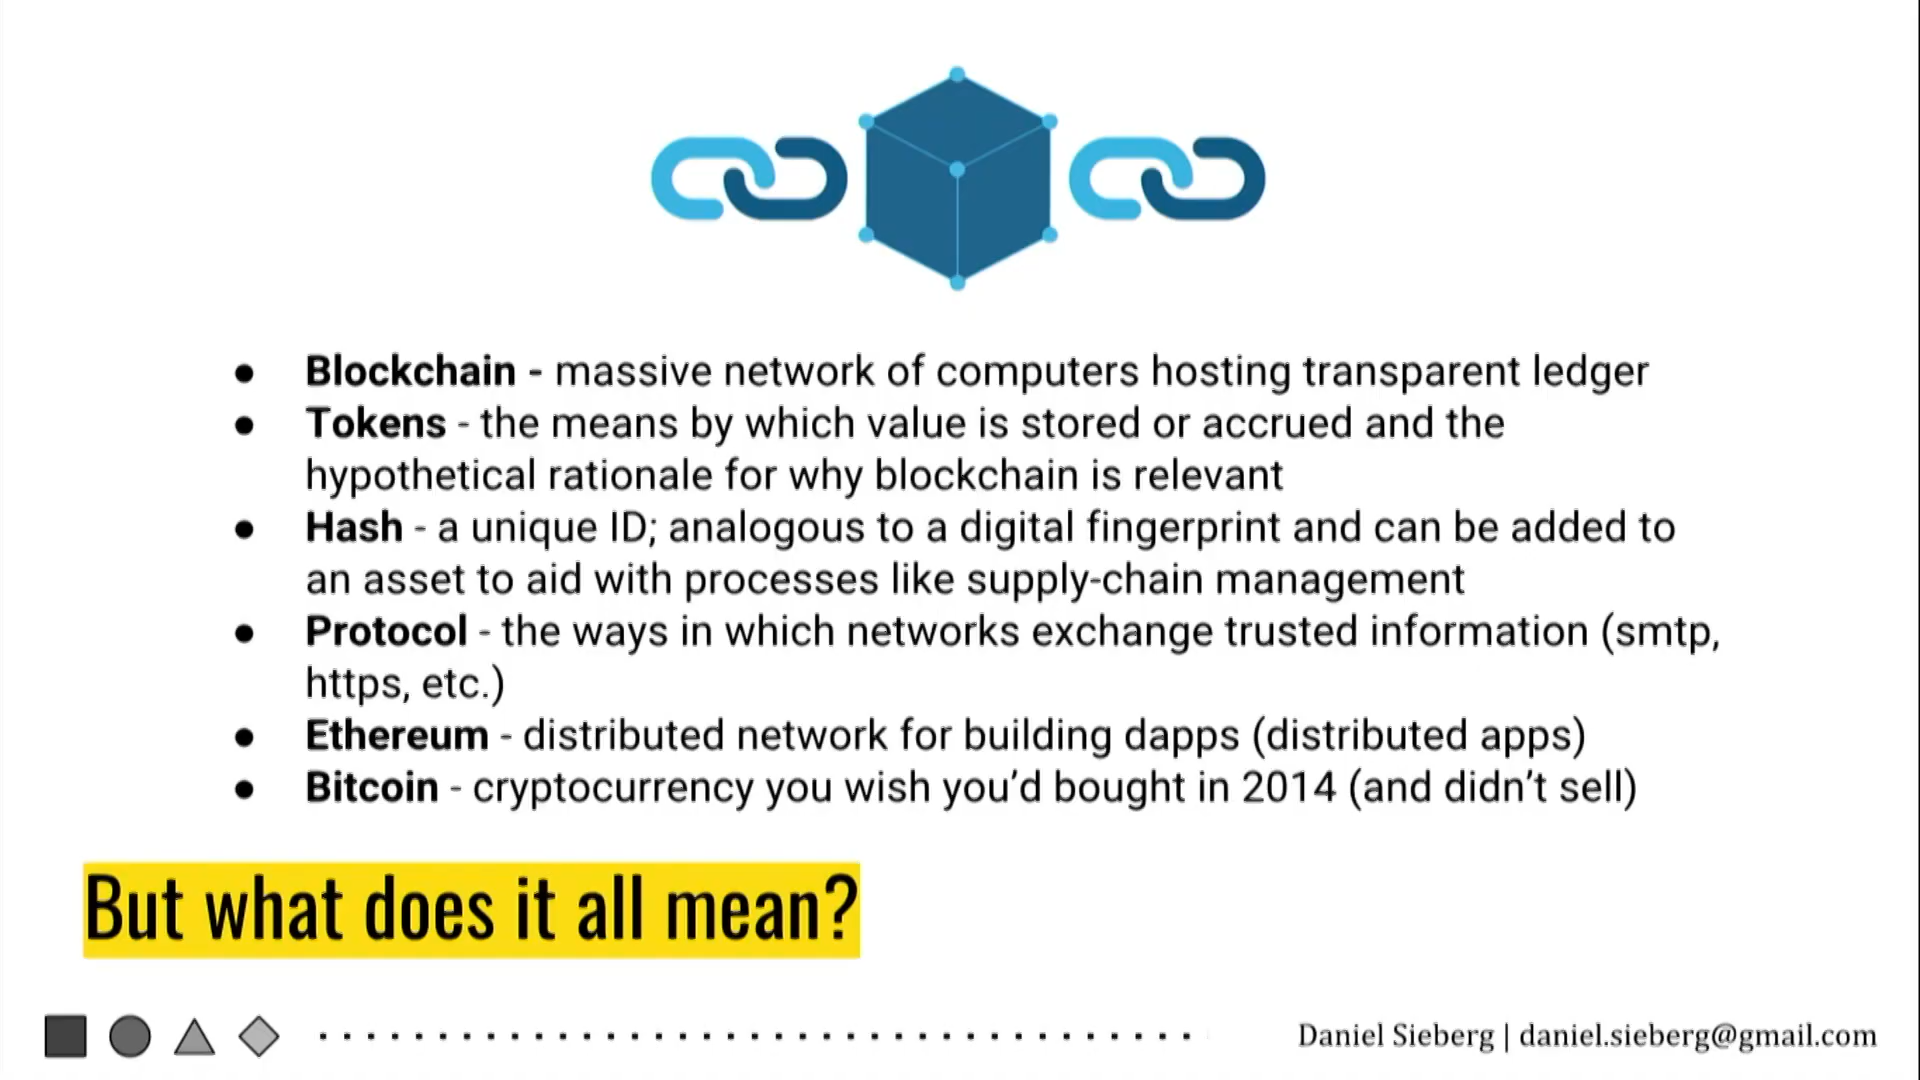 ● Blockchain - massive network of computers hosting transparent ledger
● Tokens - the means by which value is stored or accrued and the
hypothetical rationale for why blockchain is relevant
● Hash - a unique ID; analogous to a digital fingerprint and can be added to
an asset to aid with processes like supply-chain management
● Protocol - the ways in which networks exchange trusted information (smtp,
https, etc.)
● Ethereum - distributed network for building dapps (distributed apps)
● Bitcoin - cryptocurrency you wish you’d bought in 2014 (and didn’t sell)
But what does it all mean?
Daniel Sieberg | daniel.sieberg@gmail.com